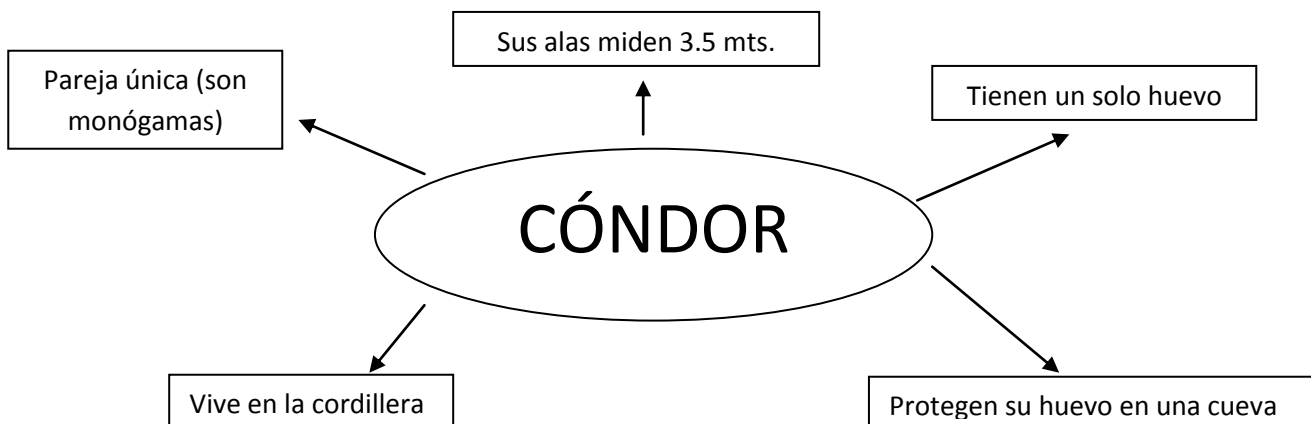 Sus alas miden 3.5 mts.
Pareja única (son
monógamas)
Tienen un solo huevo
CÓNDOR
Vive en la cordillera
Protegen su huevo en una cueva